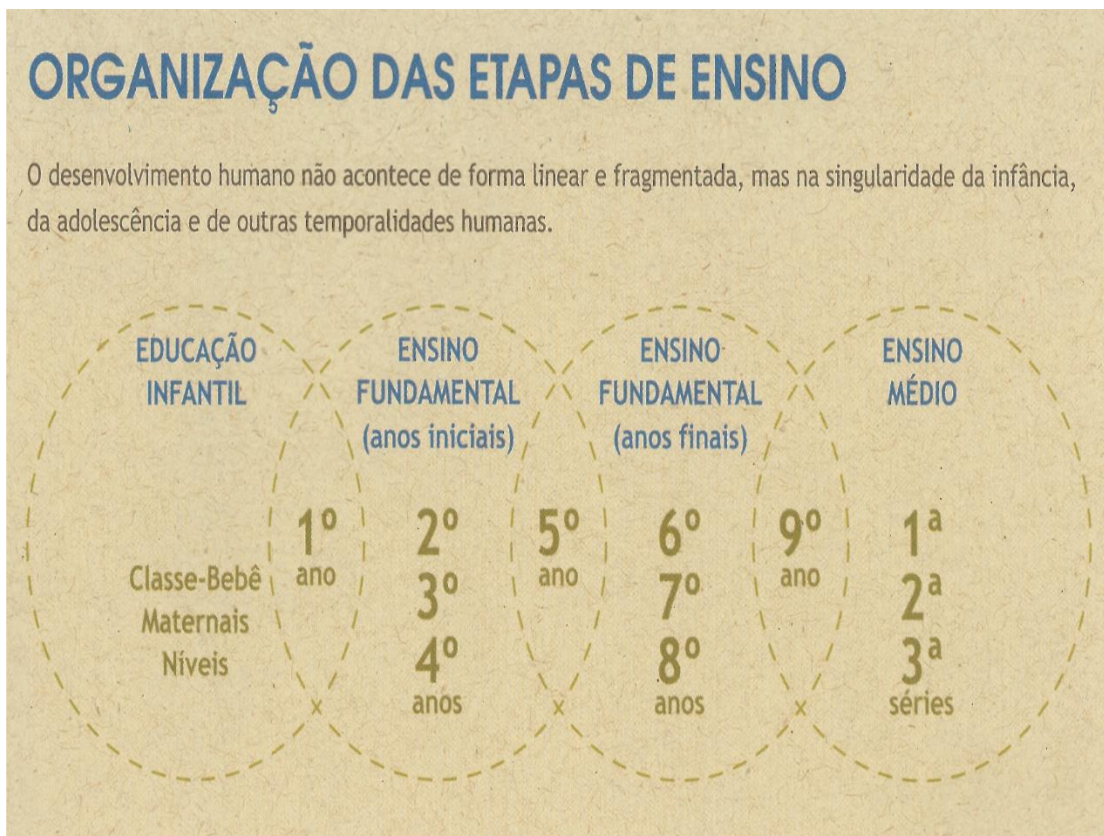 ORGANIZAÇÃO DAS ETAPAS DE ENSINO
O desenvolvimento humano não acontece de forma linear e fragmentada, mas na singularidade da infância,
da adolescência e de outras temporalidades humanas.
EDUCAÇÃO
INFANTIL
Classe-Bebê
Maternais
Níveis
1º
ano
ENSINO
FUNDAMENTAL
(anos iniciais)
2º
3º
4º
anos
5º
ano
ENSINO
FUNDAMENTAL
(anos finais)
6º
7º
8º
anos
9º
ano
ENSINO
MÉDIO
1ª
2ª
3ª
séries